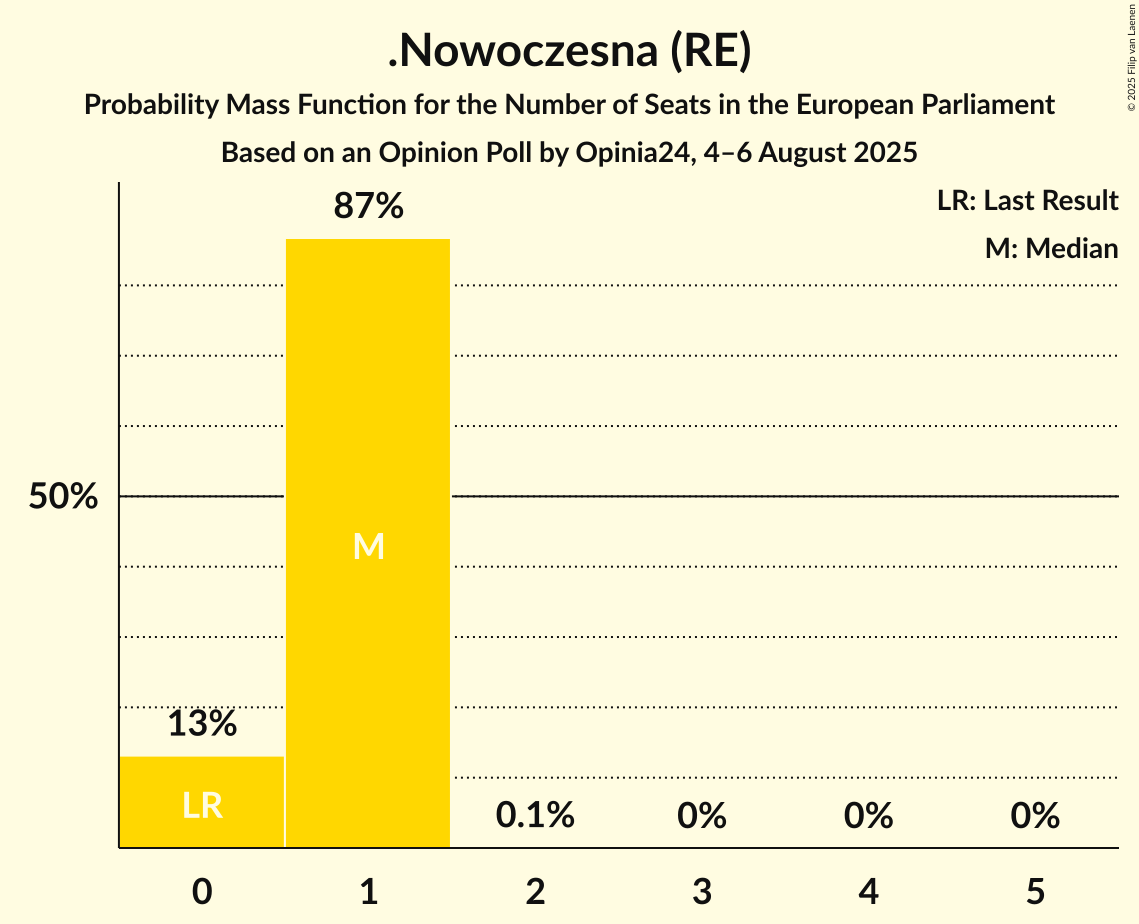 .Nowoczesna (RE)
Probability Mass Function for the Number of Seats in the European Parliament
Based on an Opinion Poll by Opinia24, 4–6 August 2025
© 2025 Filip van Laenen
LR: Last Result
M: Median
87%
50%
M
13%
LR
0.1%
0%
0%
0%
0
1
2
3
4
5